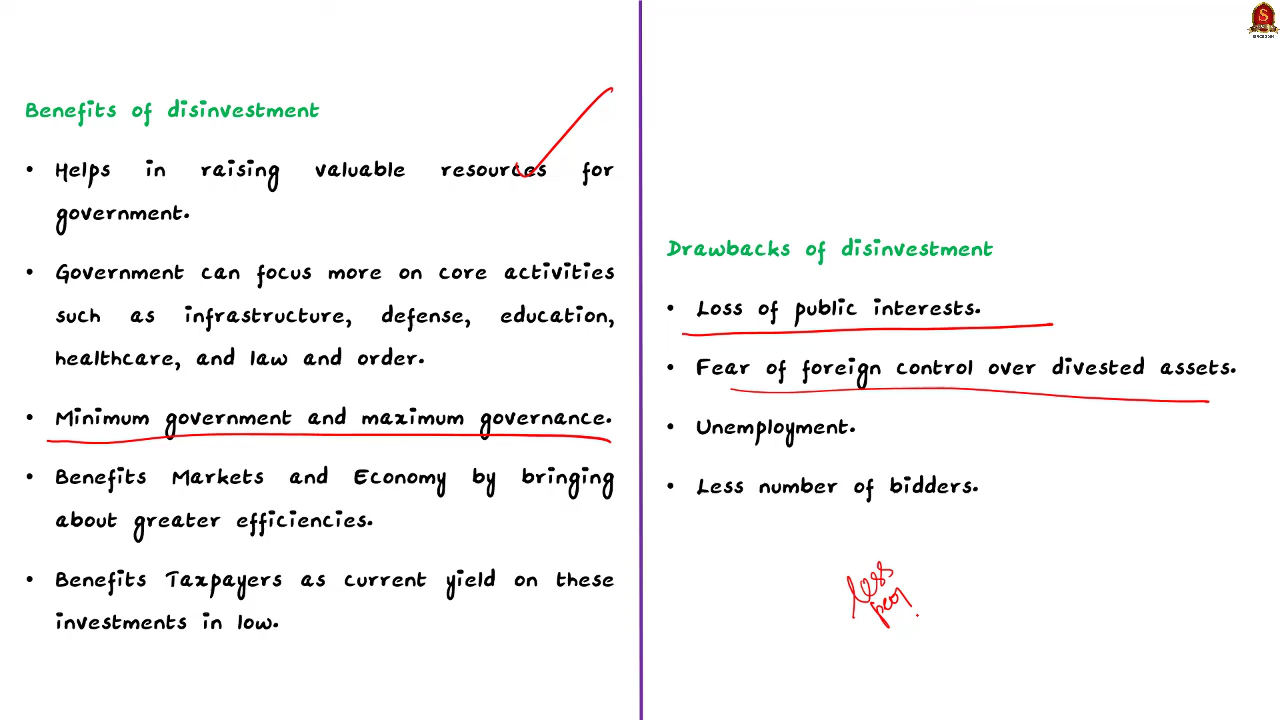 Benefits of disinvestment
• Helps in raising valuable resources for
government.
• Government can focus more on core activities
such as infrastructure, defense, education,
healthcare, and law and order.
• Minimum government and maximum governance.
• Benefits Markets and Economy by bringing
about greater efficiencies.
• Benefits Taxpayers as current yield on these
investments in low.
Drawbacks of disinvestment
• Loss of public interests.
• Fear of foreign control over divested assets.
• Unemployment.
• Less number of bidders.
less